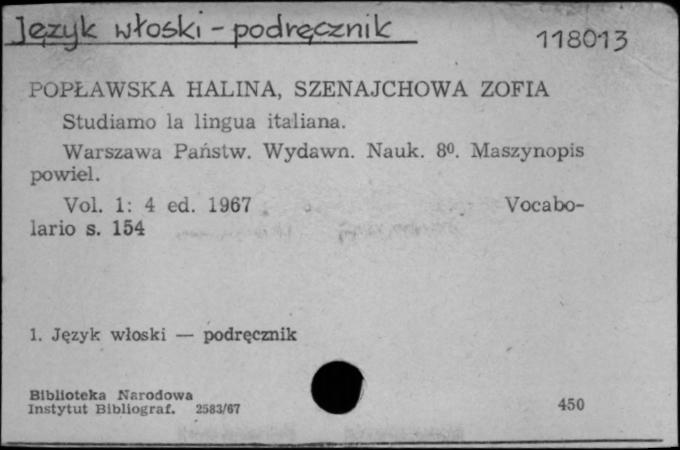 Język włoski - podręcznik
118013
POPŁAWSKA HALINA, SZENAJCHOWA ZOFIA
Studiamo la lingua italiana.
Warszawa Państw. Wydawn. Nauk. 8º. Maszynopis
powiel.
Vol. 1: 4 ed. 1967 Vocabo-
lario s. 154
1. Język włoski — podręcznik
Biblioteka Narodowa
Instytut Bibliograf. 2583/67
450